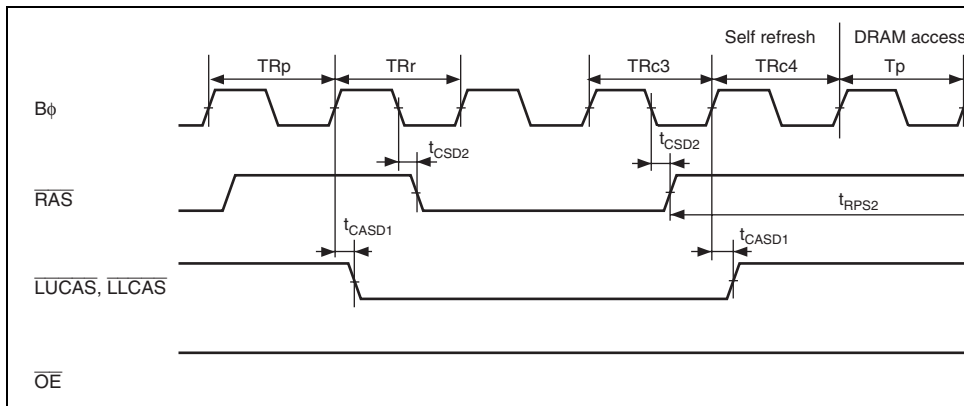 Self refresh DRAM access
TRp TRr TRc3 TRc4 Tp
Bϕ
tCSD2 tCSD2
RAS
tRPS2
tCASD1 tCASD1
LUCAS, LLCAS
OE